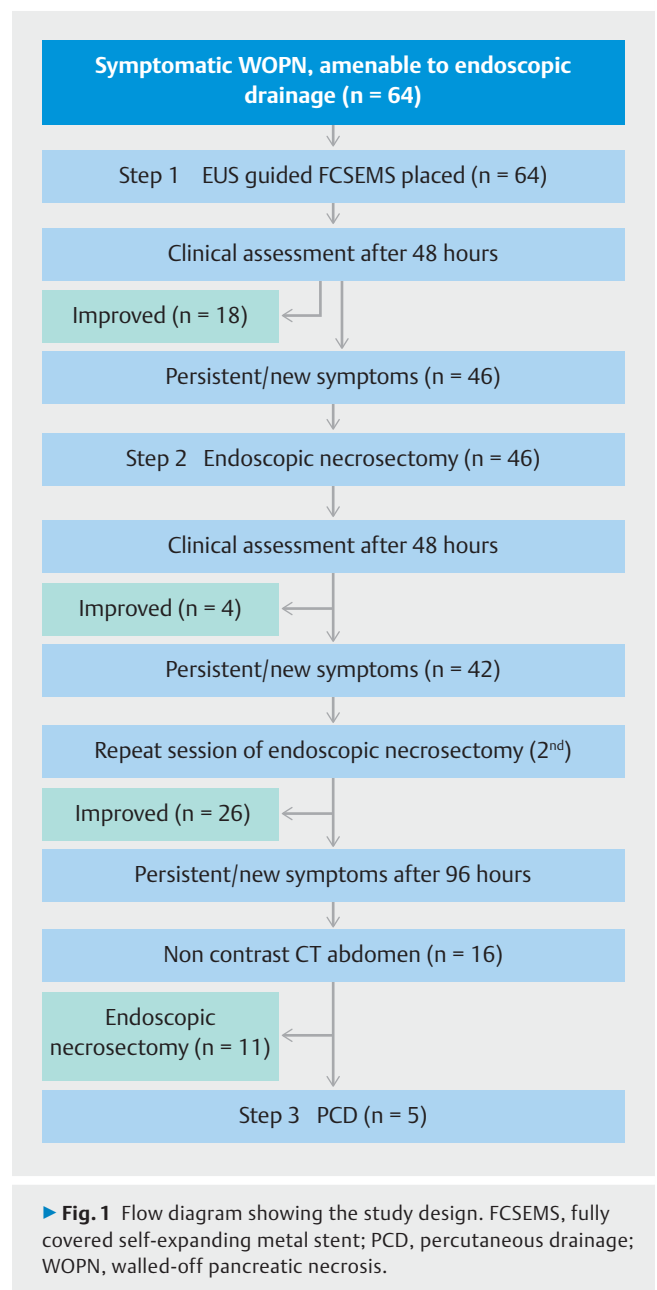 Symptomatic WOPN, amenable to endoscopic
drainage (n = 64)
Step 1 EUS guided FCSEMS placed (n = 64)
Clinical assessment after 48 hours
Improved (n = 18)
Persistent/new symptoms (n = 46)
Step 2 Endoscopic necrosectomy (n = 46)
Clinical assessment after 48 hours
Improved (n = 4)
Persistent/new symptoms (n = 42)
Repeat session of endoscopic necrosectomy (2nd)
Improved (n = 26)
Persistent/new symptoms after 96 hours
Non contrast CT abdomen (n = 16)
Endoscopic
necrosectomy (n = 11)
Step 3 PCD (n = 5)
▶ Fig. 1 Flow diagram showing the study design. FCSEMS, fully
covered self-expanding metal stent; PCD, percutaneous drainage;
WOPN, walled-off pancreatic necrosis.